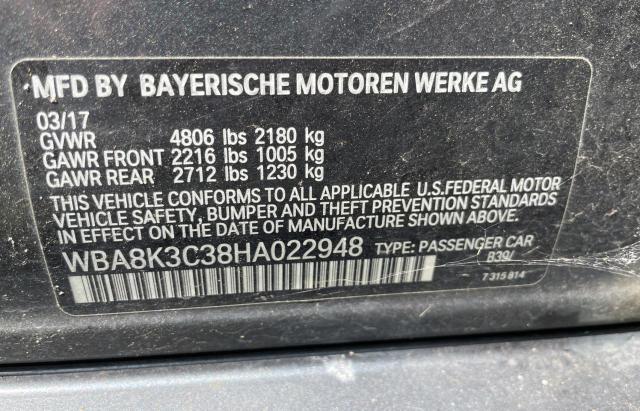 MFD BY BAYERISCHE MOTOREN WERKE AG
03/17
GVWR 4806 lbs 2180 kg
GAWR FRONT 2216 lbs 1005 kg
GAWR REAR 2712 lbs 1230 kg
THIS VEHICLE CONFORMS TO ALL APPLICABLE U.S.FEDERAL MOTOR
VEHICLE SAFETY, BUMPER AND THEFT PREVENTION STANDARDS
IN EFFECT ON THE DATE OF MANUFACTURE SHOWN ABOVE.
WBA8K3C38HA022948 TYPE: PASSENGER CAR
B39/
7 315 814